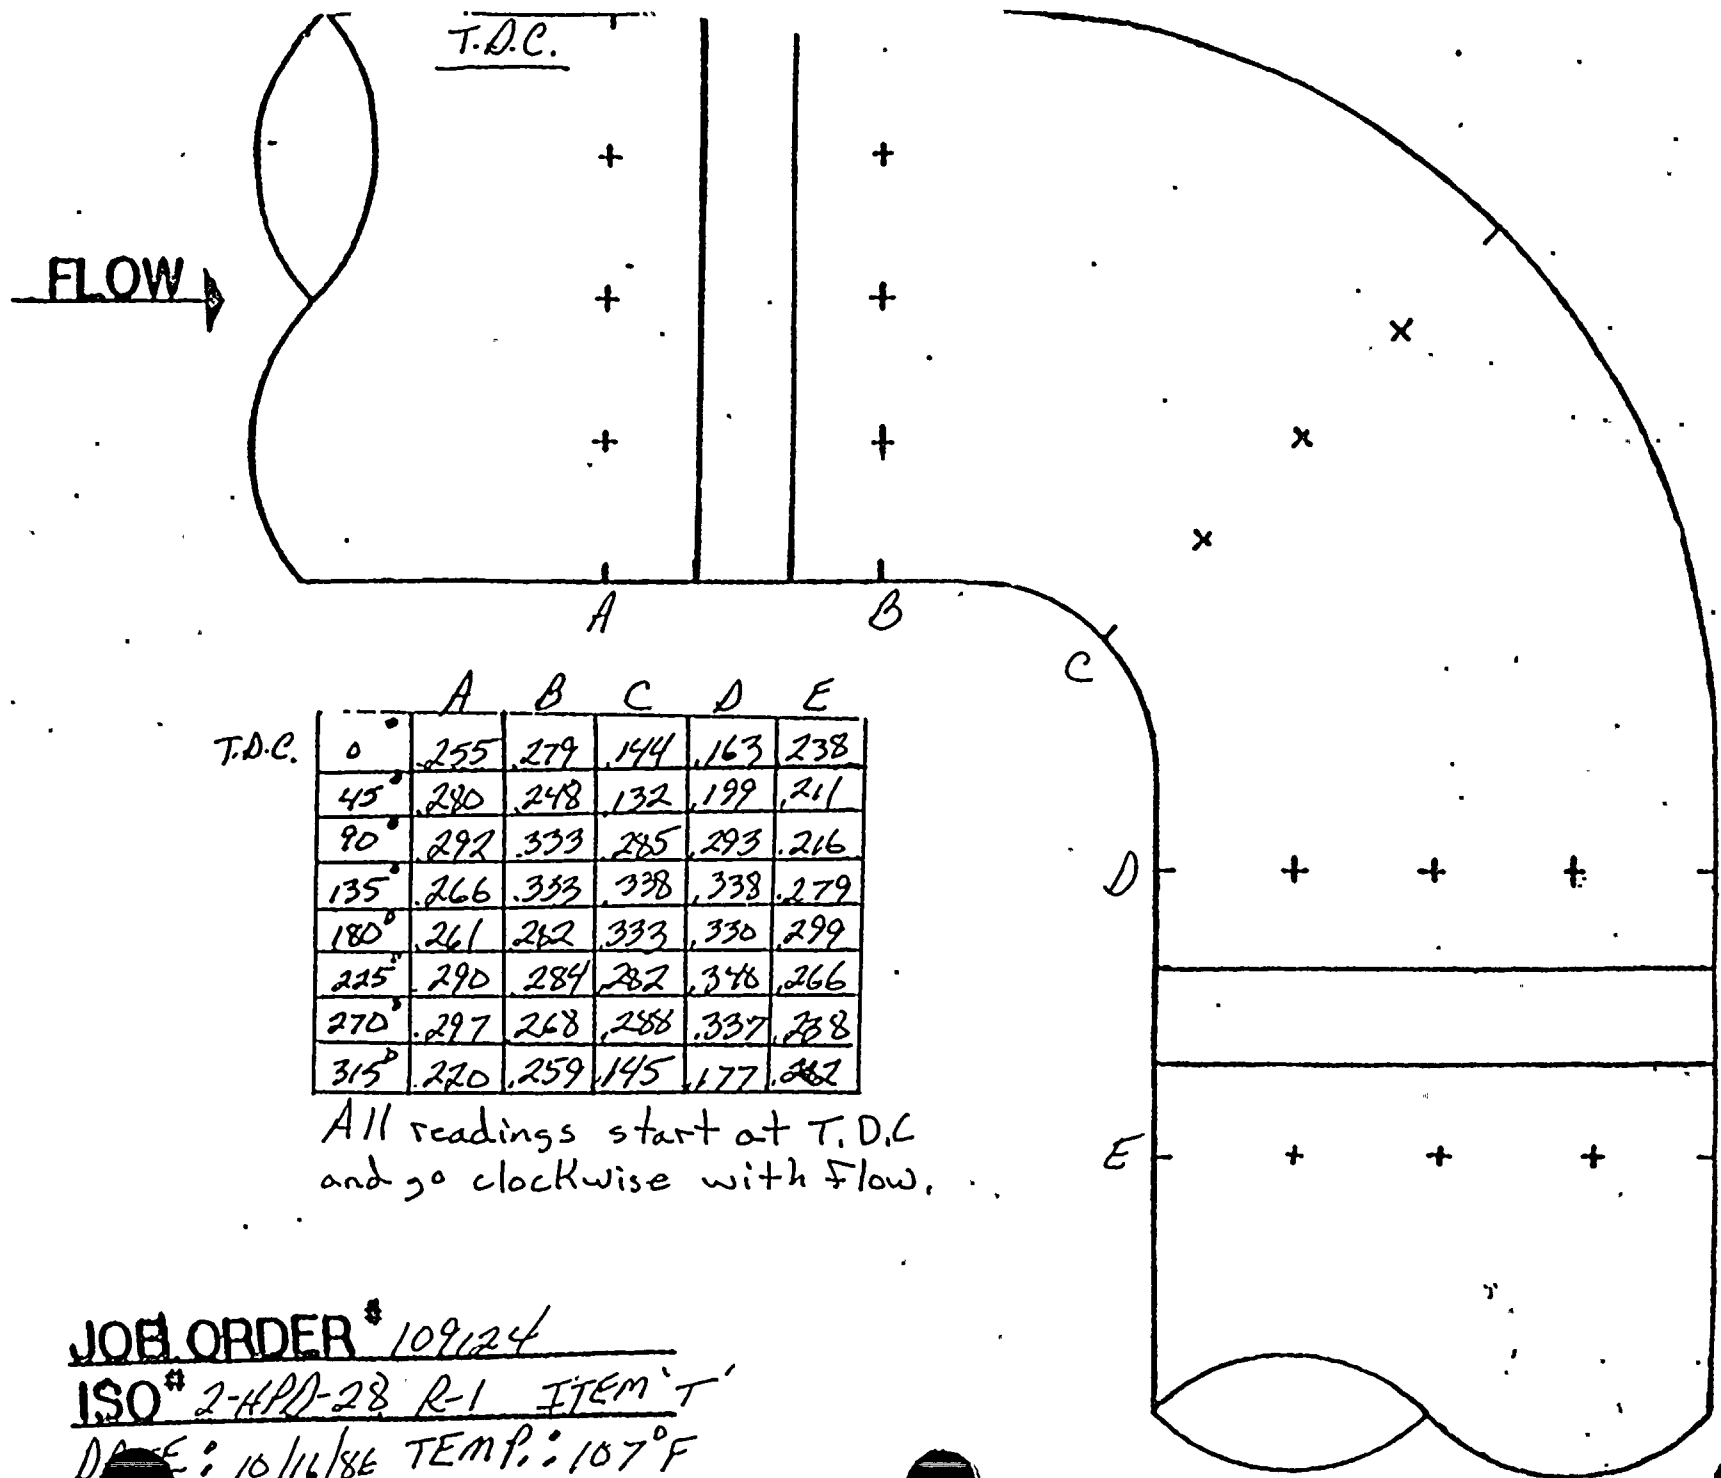 T.D.C.
FLOW
A
B
C
A B C D E
T.D.C. 0° .255 .279 .144 .163 .238
45° .280 .248 .132 .199 .211
90° .292 .333 .285 .293 .216
135° .266 .333 .338 .338 .279
180° .261 .333 .330 .299
225° .290 .284 .282 .266
270° .297 .268 .288 .337 .238
315° .220 .259 .145 .177
D
All readings start at T.D.C
and go clockwise with Flow.
E
JOB ORDER # 109124
ISO # 2-HPD-28 R-1 ITEM 'T'
DATE: 10/16/86 TEMP.: 107°F